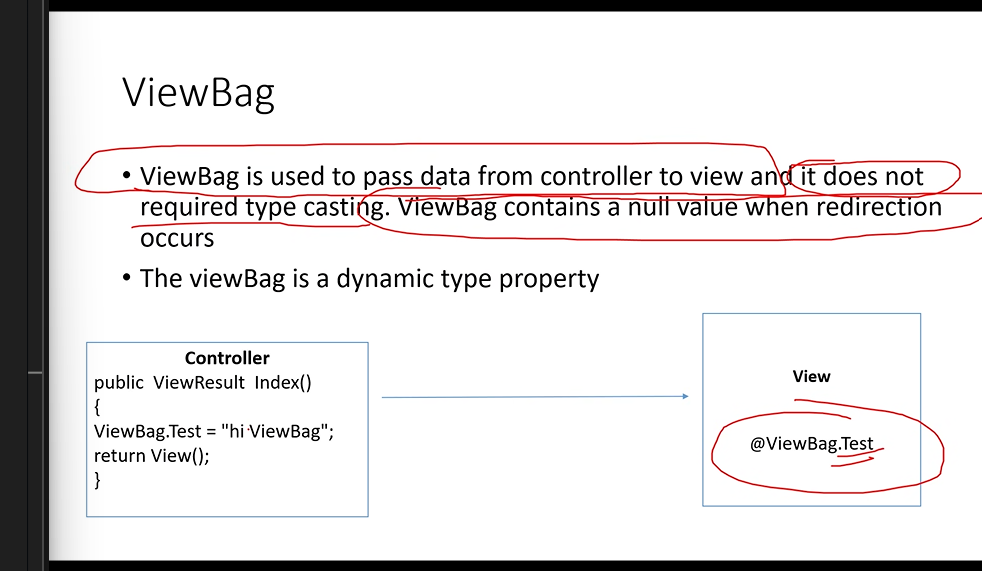 ViewBag
• ViewBag is used to pass data from controller to view and it does not
required type casting. ViewBag contains a null value when redirection
occurs
• The viewBag is a dynamic type property
Controller
public ViewResult Index()
{
ViewBag.Test = "hi ViewBag";
return View();
}
View
@ViewBag.Test